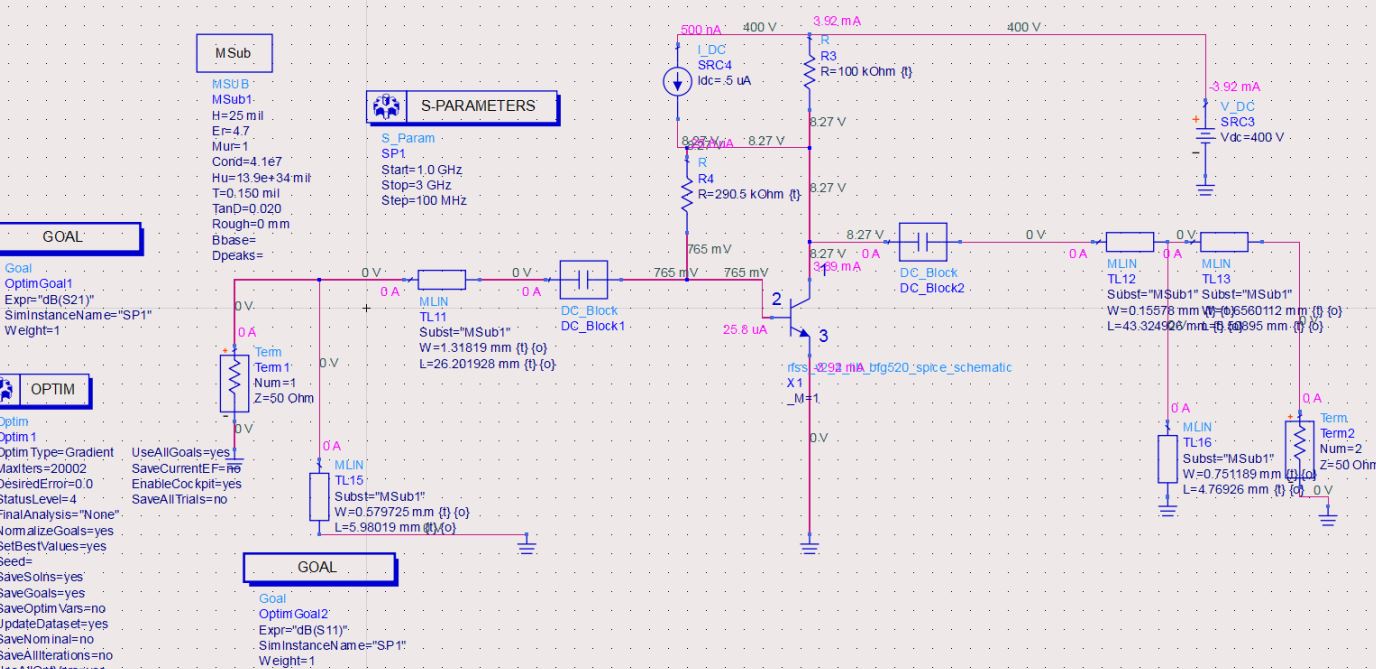 MSub
MSUB
MSub1
H=25 mil
Er=4.7
Mur=1
Cond=4.1e7
Hu=13.9e+34 mil
T=0.150 mil
TanD=0.020
Rough=0 mm
Bbase=
Dpeaks=
S-PARAMETERS
S_Param
SP1
Start=1.0 GHz
Stop=3 GHz
Step=100 MHz
GOAL
Goal
OptimGoal1
Expr="dB(S21)"
SimInstanceName="SP1"
Weight=1
OPTIM
Optim
Optim1
OptimType=Gradient
MaxIters=20002
DesiredError=0.0
StatusLevel=4
FinalAnalysis="None"
NormalizeGoals=yes
SetBestValues=yes
Seed=
SaveSolns=yes
SaveGoals=yes
SaveOptimVars=no
UpdateDataset=yes
SaveNominal=no
SaveAllIterations=no
UseAllGoals=yes
SaveCurrentEF=no
EnableCockpit=yes
SaveAllTrials=no
0 V
0 A
Term
Term1
Num=1
Z=50 Ohm
0 V
0 V
0 A
MLIN
TL15
Subst="MSub1"
W=0.579725 mm {t} {o}
L=5.98019 mm {t} {o}
GOAL
Goal
OptimGoal2
Expr="dB(S11)"
SimInstanceName="SP1"
Weight=1
0 V
0 A
MLIN
TL11
Subst="MSub1"
W=1.31819 mm {t} {o}
L=26.201928 mm {t} {o}
0 V
0 A
DC_Block
DC_Block1
765 mV
765 mV
765 mV
500 nA
400 V
3.92 mA
400 V
I_DC
SRC4
Idc=.5 uA
R
R3
R=100 kOhm {t}
8.27 V
8.27 V
R
R4
R=290.5 kOhm {t}
8.27 V
8.27 V
3.89 mA
1
2
3
25.8 uA
rfss_v2_4_lib_bfg520_spice_schematic
X1
_M=1
0 V
8.27 V
0 A
DC_Block
DC_Block2
0 V
0 A
-3.92 mA
V_DC
SRC3
Vdc=400 V
MLIN
TL12
Subst="MSub1"
W=0.15578 mm
L=43.324926 mm
0 V
0 A
MLIN
TL13
Subst="MSub1"
0 A
MLIN
TL16
Subst="MSub1"
W=0.751189 mm {t} {o}
L=4.76926 mm {t} {o}
0 A
Term
Term2
Num=2
Z=50 Ohm
0 V